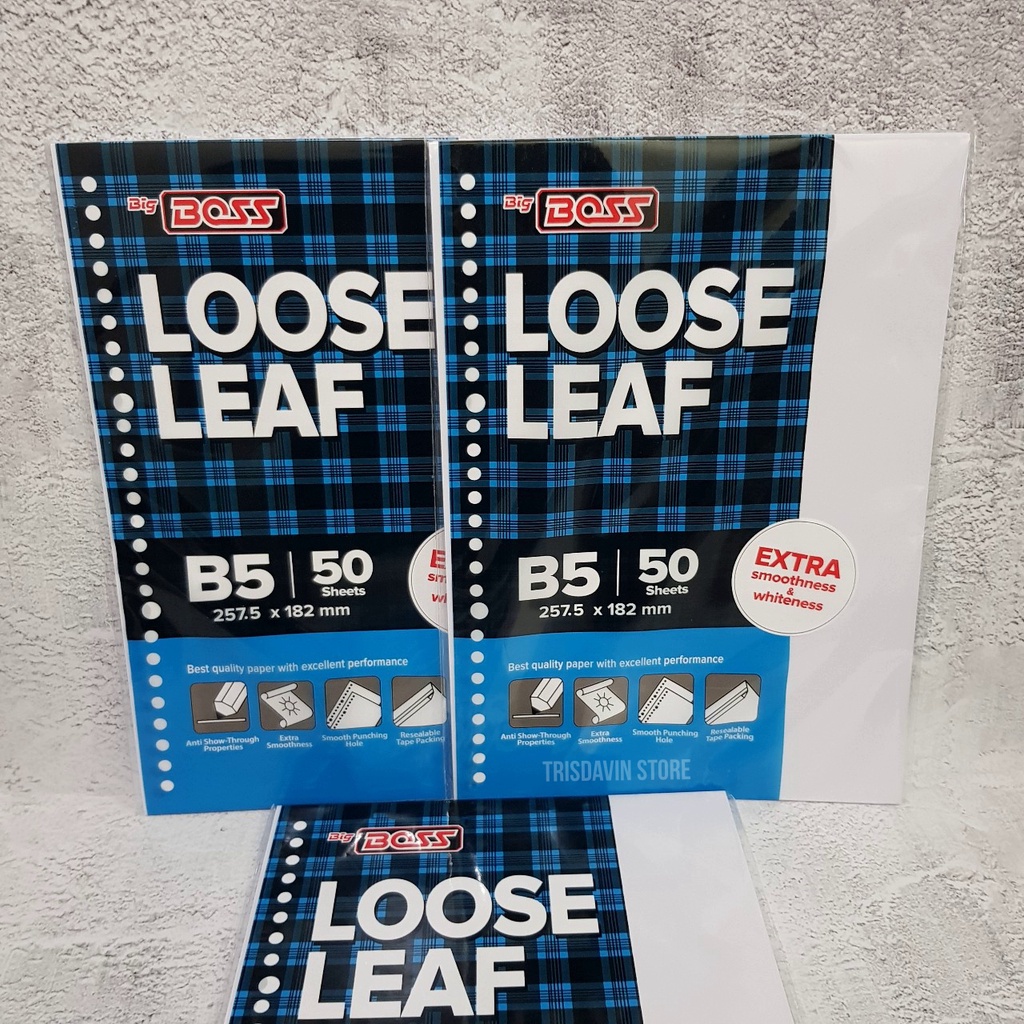 Big BOSS
LOOSE
LEAF
B5 | 50
Sheets
257.5 x 182 mm
E
sm
wh
Best quality paper with excellent performance
Anti Show-Through
Properties
Extra
Smoothness
Smooth Punching
Hole
Resealable
Tape Packing
Big BOSS
LOOSE
LEAF
B5 | 50
Sheets
257.5 x 182 mm
EXTRA
smoothness
&
whiteness
Best quality paper with excellent performance
Anti Show-Through
Properties
Extra
Smoothness
Smooth Punching
Hole
Resealable
Tape Packing
TRISDAVIN STORE
Big BOSS
LOOSE
LEAF